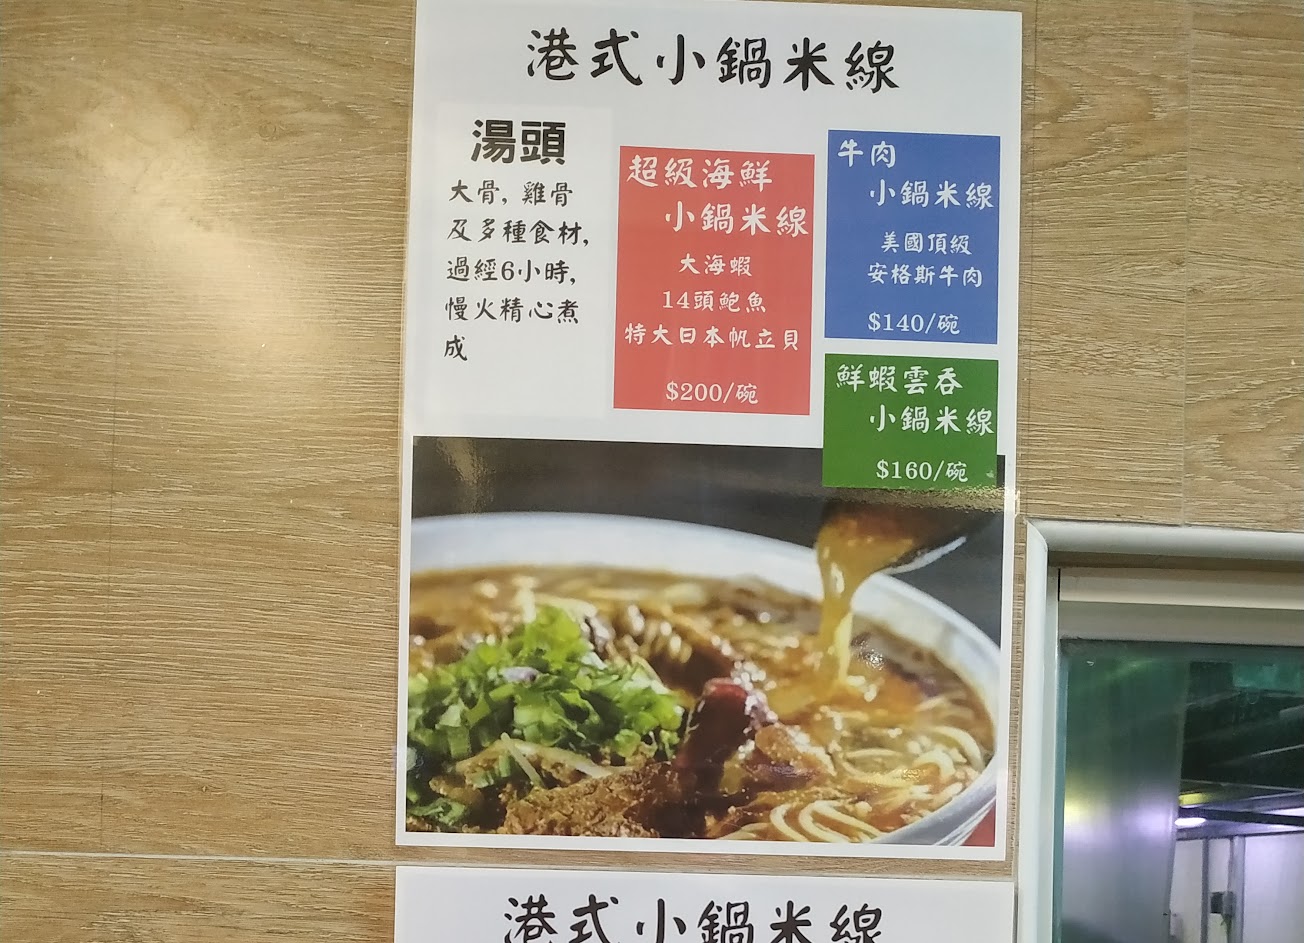 港式小鍋米線
湯頭
大骨, 雞骨
及多種食材,
過經6小時,
慢火精心煮
成
超級海鮮
小鍋米線
大海蝦
14頭鮑魚
特大日本帆立貝
$200/碗
牛肉
小鍋米線
美國頂級
安格斯牛肉
$140/碗
鮮蝦雲吞
小鍋米線
$160/碗
港式小鍋米線